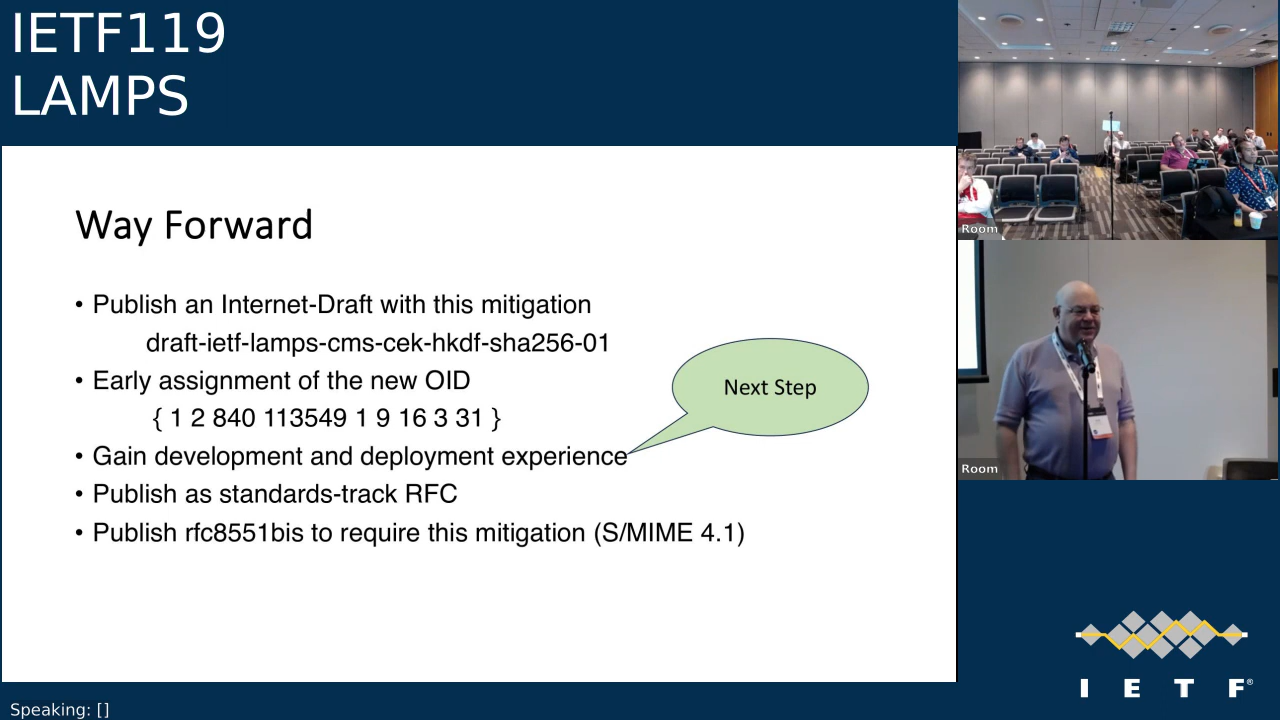 IETF119
LAMPS
Way Forward
• Publish an Internet-Draft with this mitigation
draft-ietf-lamps-cms-cek-hkdf-sha256-01
• Early assignment of the new OID
{ 1 2 840 113549 1 9 16 3 31 }
Next Step
• Gain development and deployment experience
• Publish as standards-track RFC
• Publish rfc8551bis to require this mitigation (S/MIME 4.1)
Room
Room
I E T F®
Speaking: []